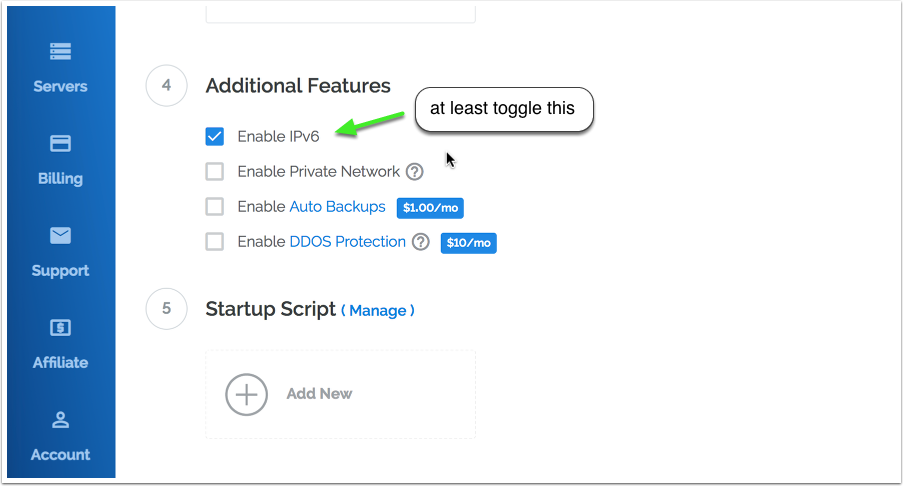 Servers
Billing
Support
Affiliate
Account
4
Additional Features
at least toggle this
Enable IPv6
Enable Private Network ?
Enable Auto Backups $1.00/mo
Enable DDOS Protection ? $10/mo
5
Startup Script ( Manage )
Add New